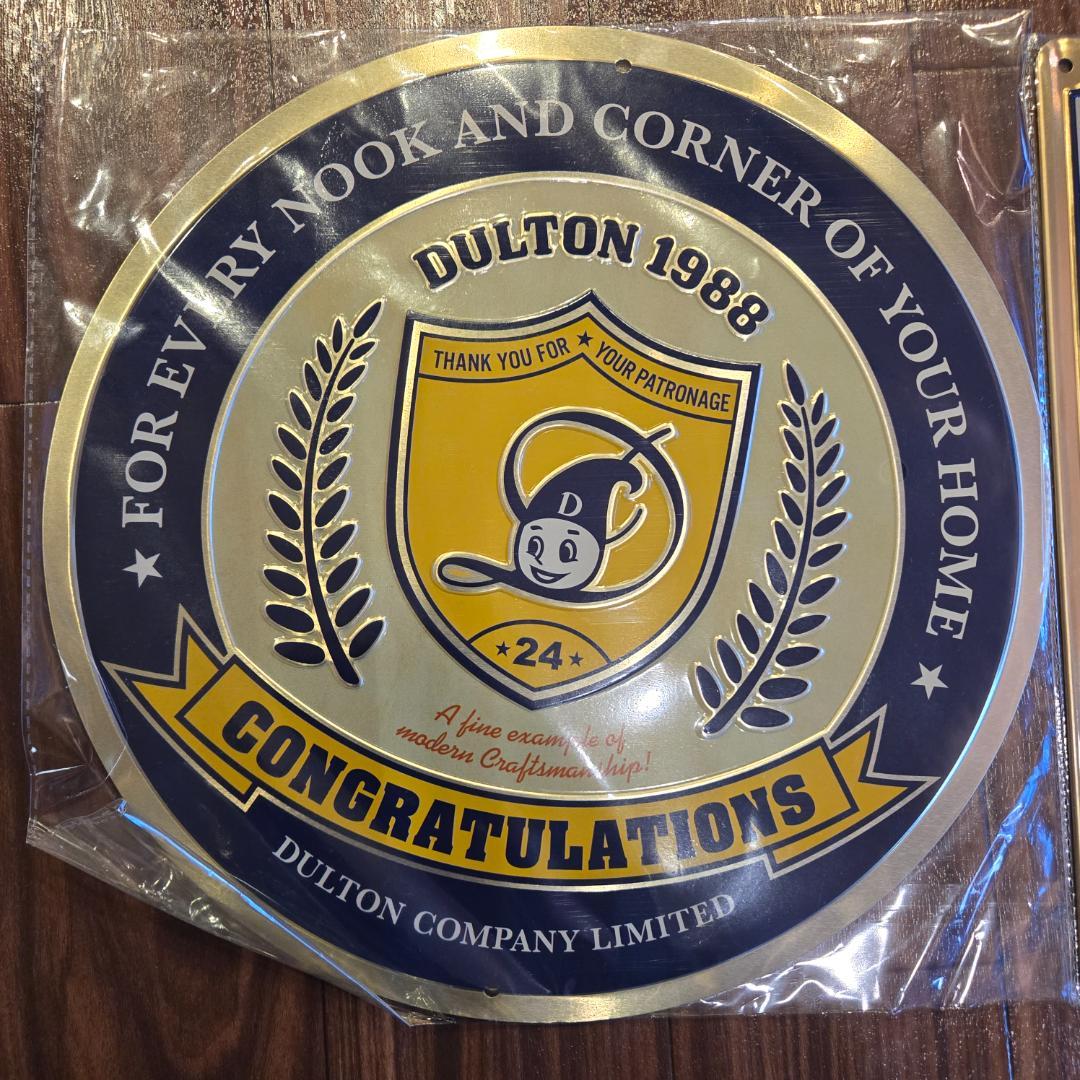 FOR EVERY NOOK AND CORNER OF YOUR HOME
DULTON 1988
THANK YOU FOR YOUR PATRONAGE
D
24
A fine example of
modern Craftsmanship!
CONGRATULATIONS
DULTON COMPANY LIMITED